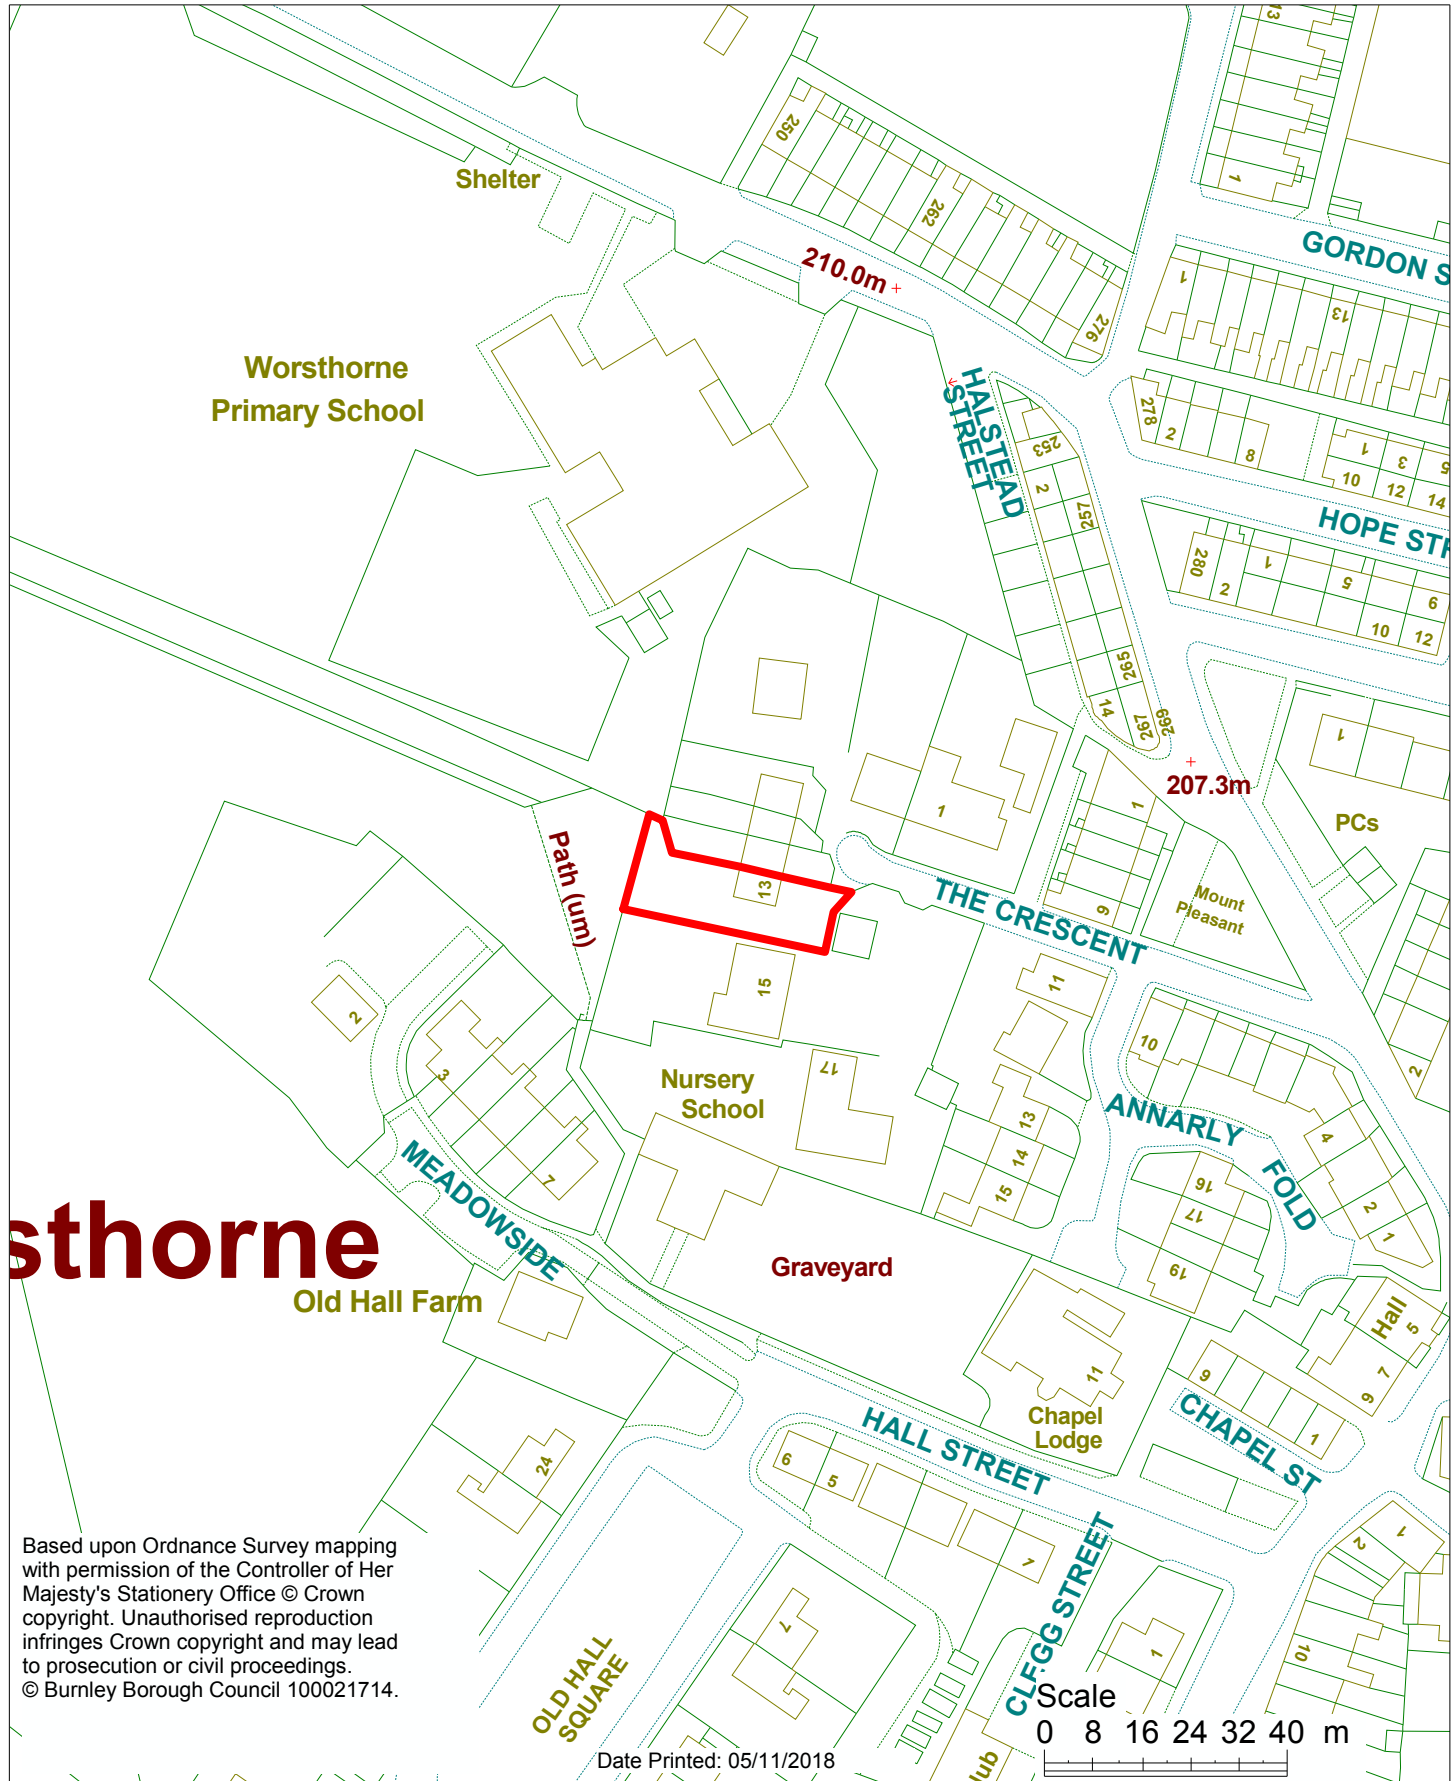 13
1
GORDON S
250
Shelter
262
210.0m
276
1
13
Worsthorne
Primary School
HALSTEAD
STREET
253
2
257
278
2
8
1
3
5
10
12
14
HOPE STR
280
2
1
5
9
10
12
265
14
267
269
207.3m
1
PCs
1
1
9
Mount
Pleasant
THE CRESCENT
Path (um)
13
15
11
2
3
7
Nursery
School
17
10
ANNARLY
FOLD
13
14
15
4
2
1
16
17
19
2
MEADOWSIDE
sthorne
Old Hall Farm
Graveyard
Hall
5
7
9
11
Chapel
Lodge
9
1
CHAPEL ST
HALL STREET
6
5
1
24
CLEGG STREET
1
2
1
10
7
OLD HALL
SQUARE
lub
Based upon Ordnance Survey mapping
with permission of the Controller of Her
Majesty's Stationery Office © Crown
copyright. Unauthorised reproduction
infringes Crown copyright and may lead
to prosecution or civil proceedings.
© Burnley Borough Council 100021714.
Date Printed: 05/11/2018
Scale
0 8 16 24 32 40 m